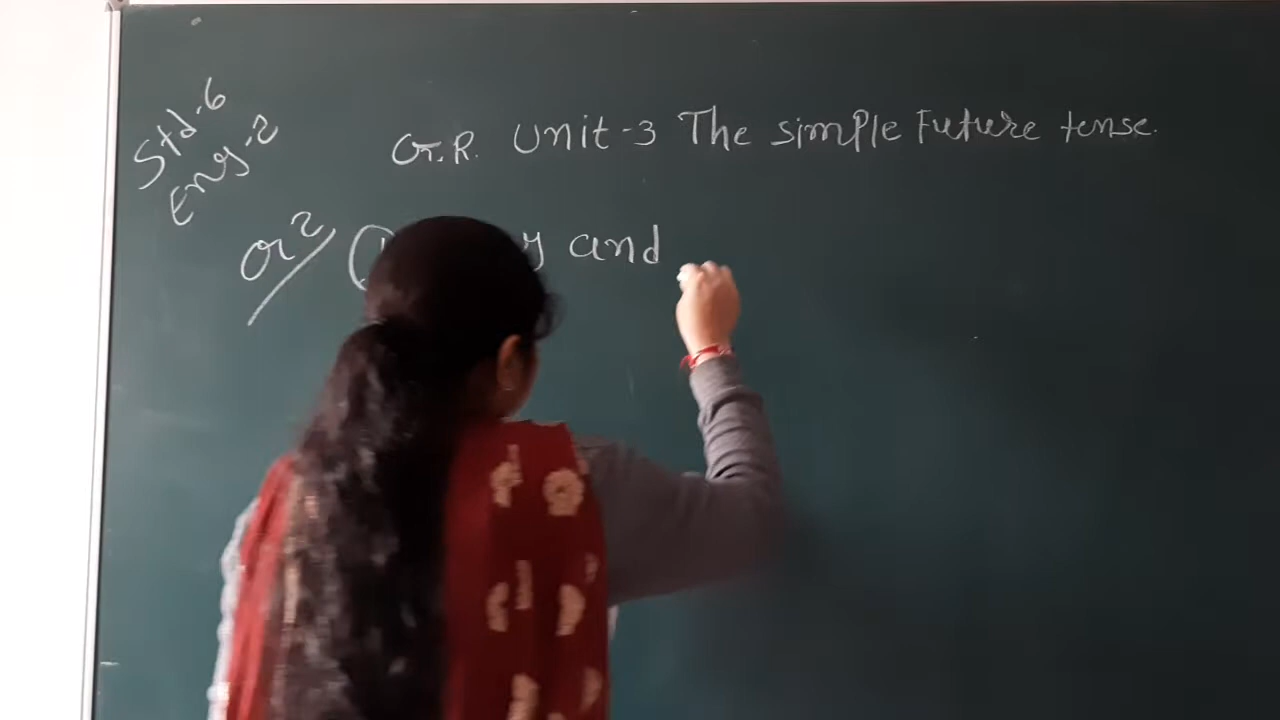 Std-6
Eng-2
Gr.R. Unit-3 The simple Future tense.
Q2 and